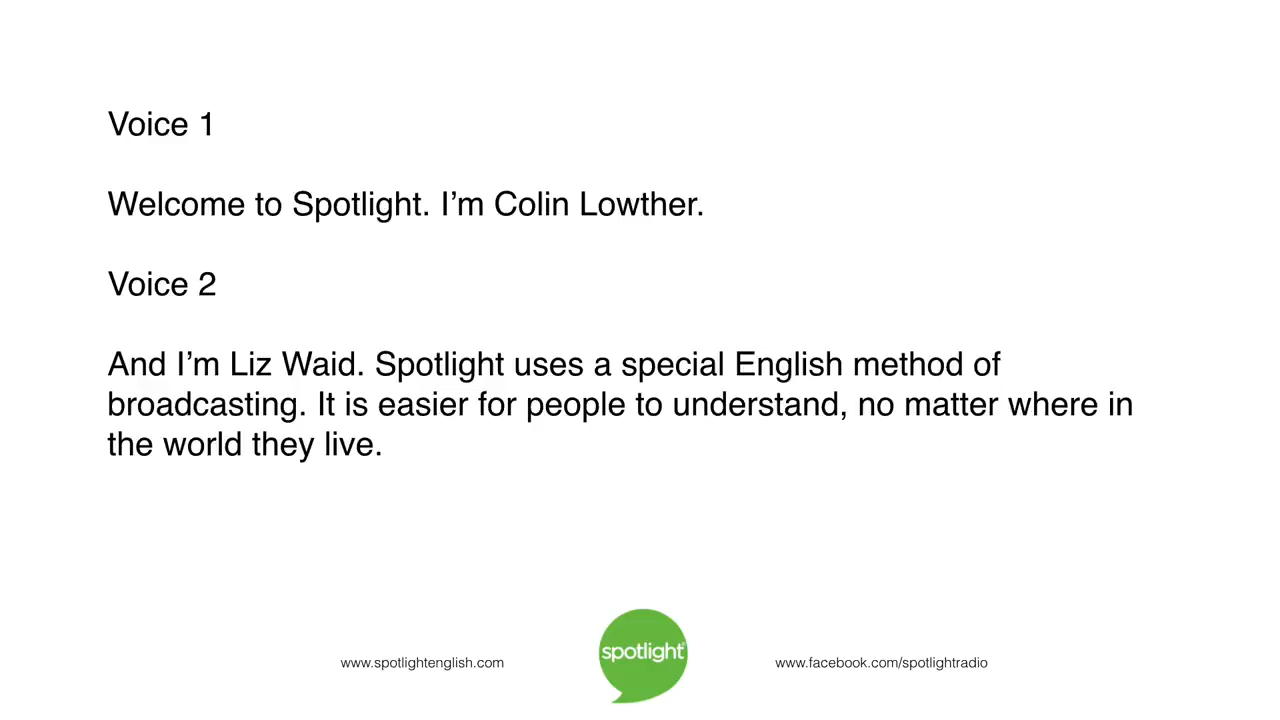 Voice 1
Welcome to Spotlight. I’m Colin Lowther.
Voice 2
And I’m Liz Waid. Spotlight uses a special English method of
broadcasting. It is easier for people to understand, no matter where in
the world they live.
www.spotlightenglish.com
spotlight®
www.facebook.com/spotlightradio